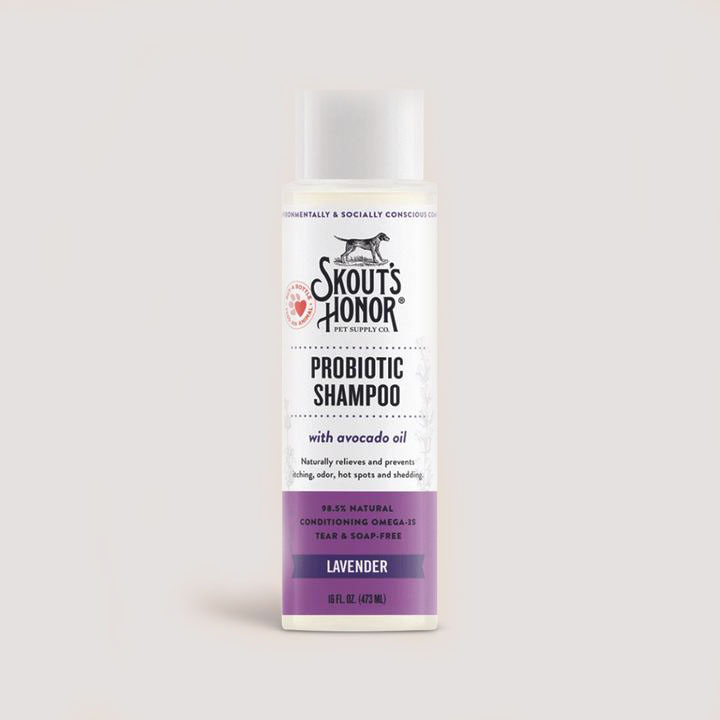 ONMENTALLY & SOCIALLY CONSCIOUS CO
SKOUT'S
HONOR®
PET SUPPLY CO.
PROBIOTIC
SHAMPOO
with avocado oil
Naturally relieves and prevents
itching, odor, hot spots and shedding.
98.5% NATURAL
CONDITIONING OMEGA-3S
TEAR & SOAP-FREE
LAVENDER
16 FL. OZ. (473 ML)